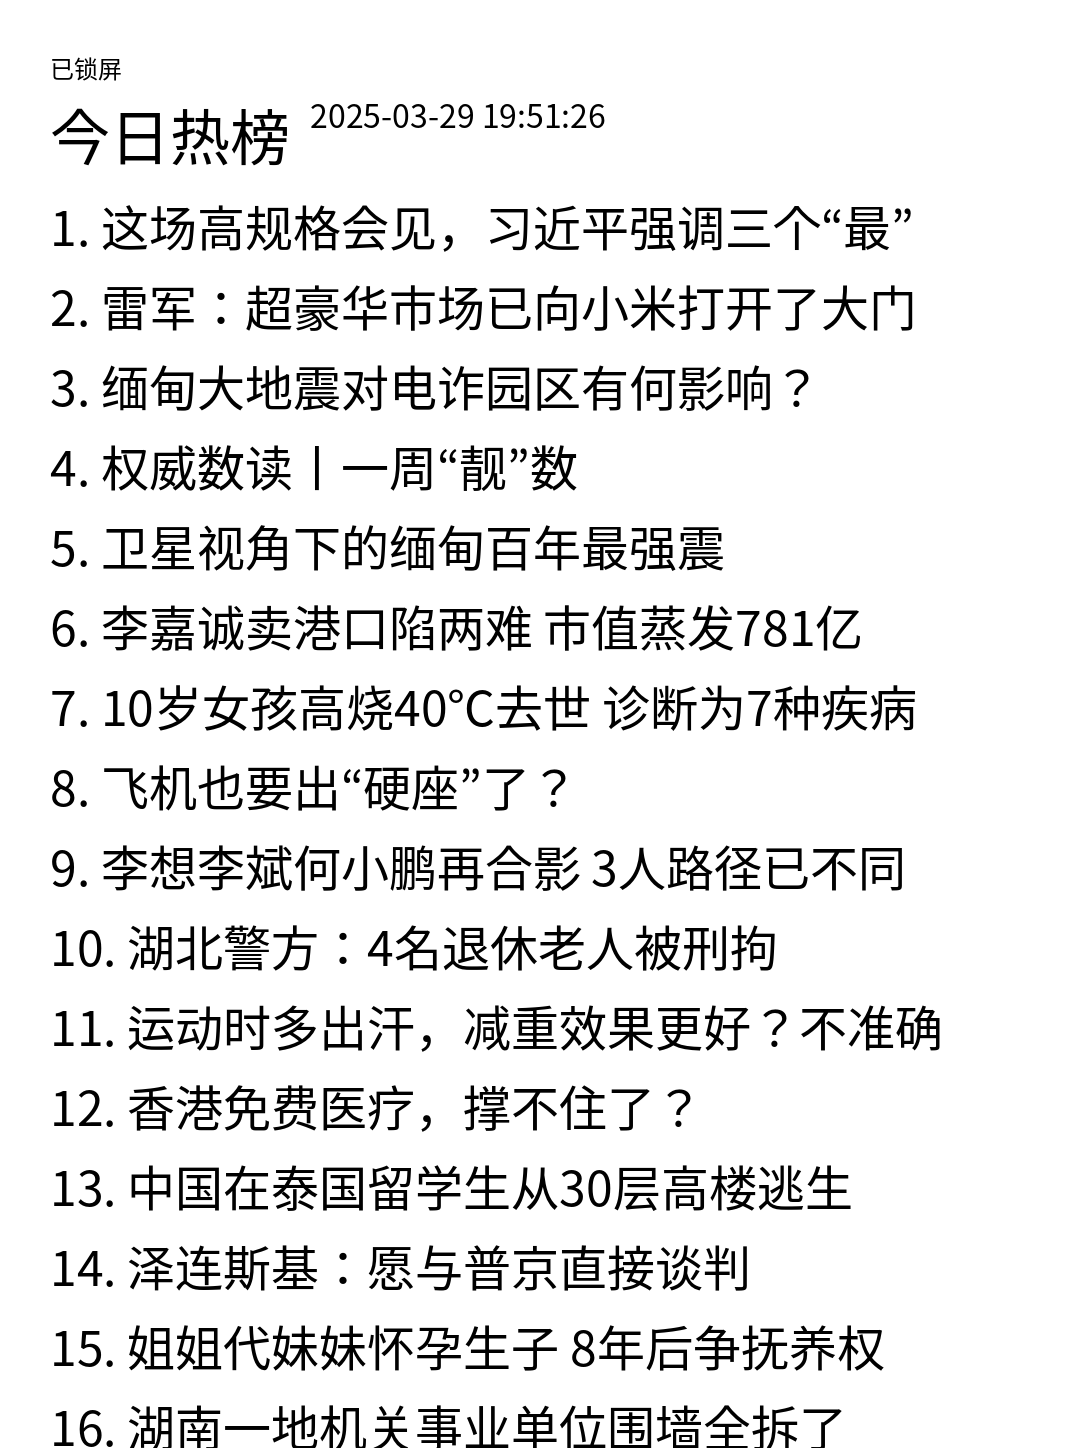 已锁屏
今日热榜 2025-03-29 19:51:26
1. 这场高规格会见，习近平强调三个“最”
2. 雷军：超豪华市场已向小米打开了大门
3. 缅甸大地震对电诈园区有何影响？
4. 权威数读丨一周“靓”数
5. 卫星视角下的缅甸百年最强震
6. 李嘉诚卖港口陷两难 市值蒸发781亿
7. 10岁女孩高烧40℃去世 诊断为7种疾病
8. 飞机也要出“硬座”了？
9. 李想李斌何小鹏再合影 3人路径已不同
10. 湖北警方：4名退休老人被刑拘
11. 运动时多出汗，减重效果更好？不准确
12. 香港免费医疗，撑不住了？
13. 中国在泰国留学生从30层高楼逃生
14. 泽连斯基：愿与普京直接谈判
15. 姐姐代妹妹怀孕生子 8年后争抚养权
16. 湖南一地机关事业单位围墙全拆了